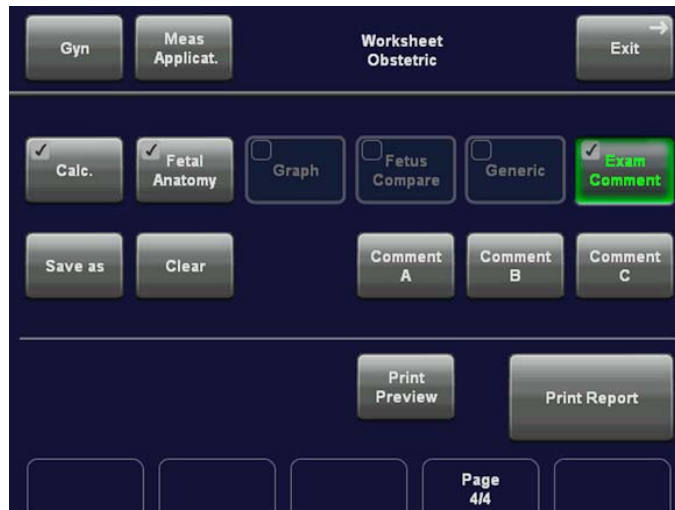 Gyn
Meas
Applicat.
Worksheet
Obstetric
Exit
Calc.
Fetal
Anatomy
Graph
Fetus
Compare
Generic
Exam
Comment
Save as
Clear
Comment
A
Comment
B
Comment
C
Print
Preview
Print Report
Page
4/4